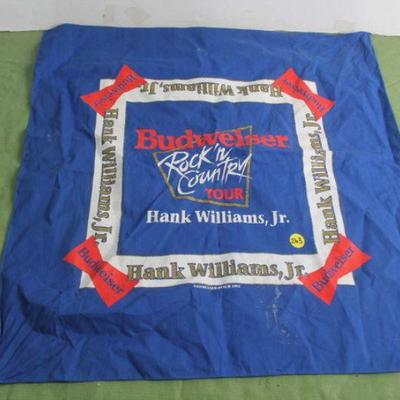 Budweiser
Hank Williams, Jr.
Budweiser
Hank Williams, Jr.
Hank Williams, Jr.
Budweiser
Rock 'n
Country
TOUR
Hank Williams, Jr.
263
Budweiser
Hank Williams, Jr.
Budweiser